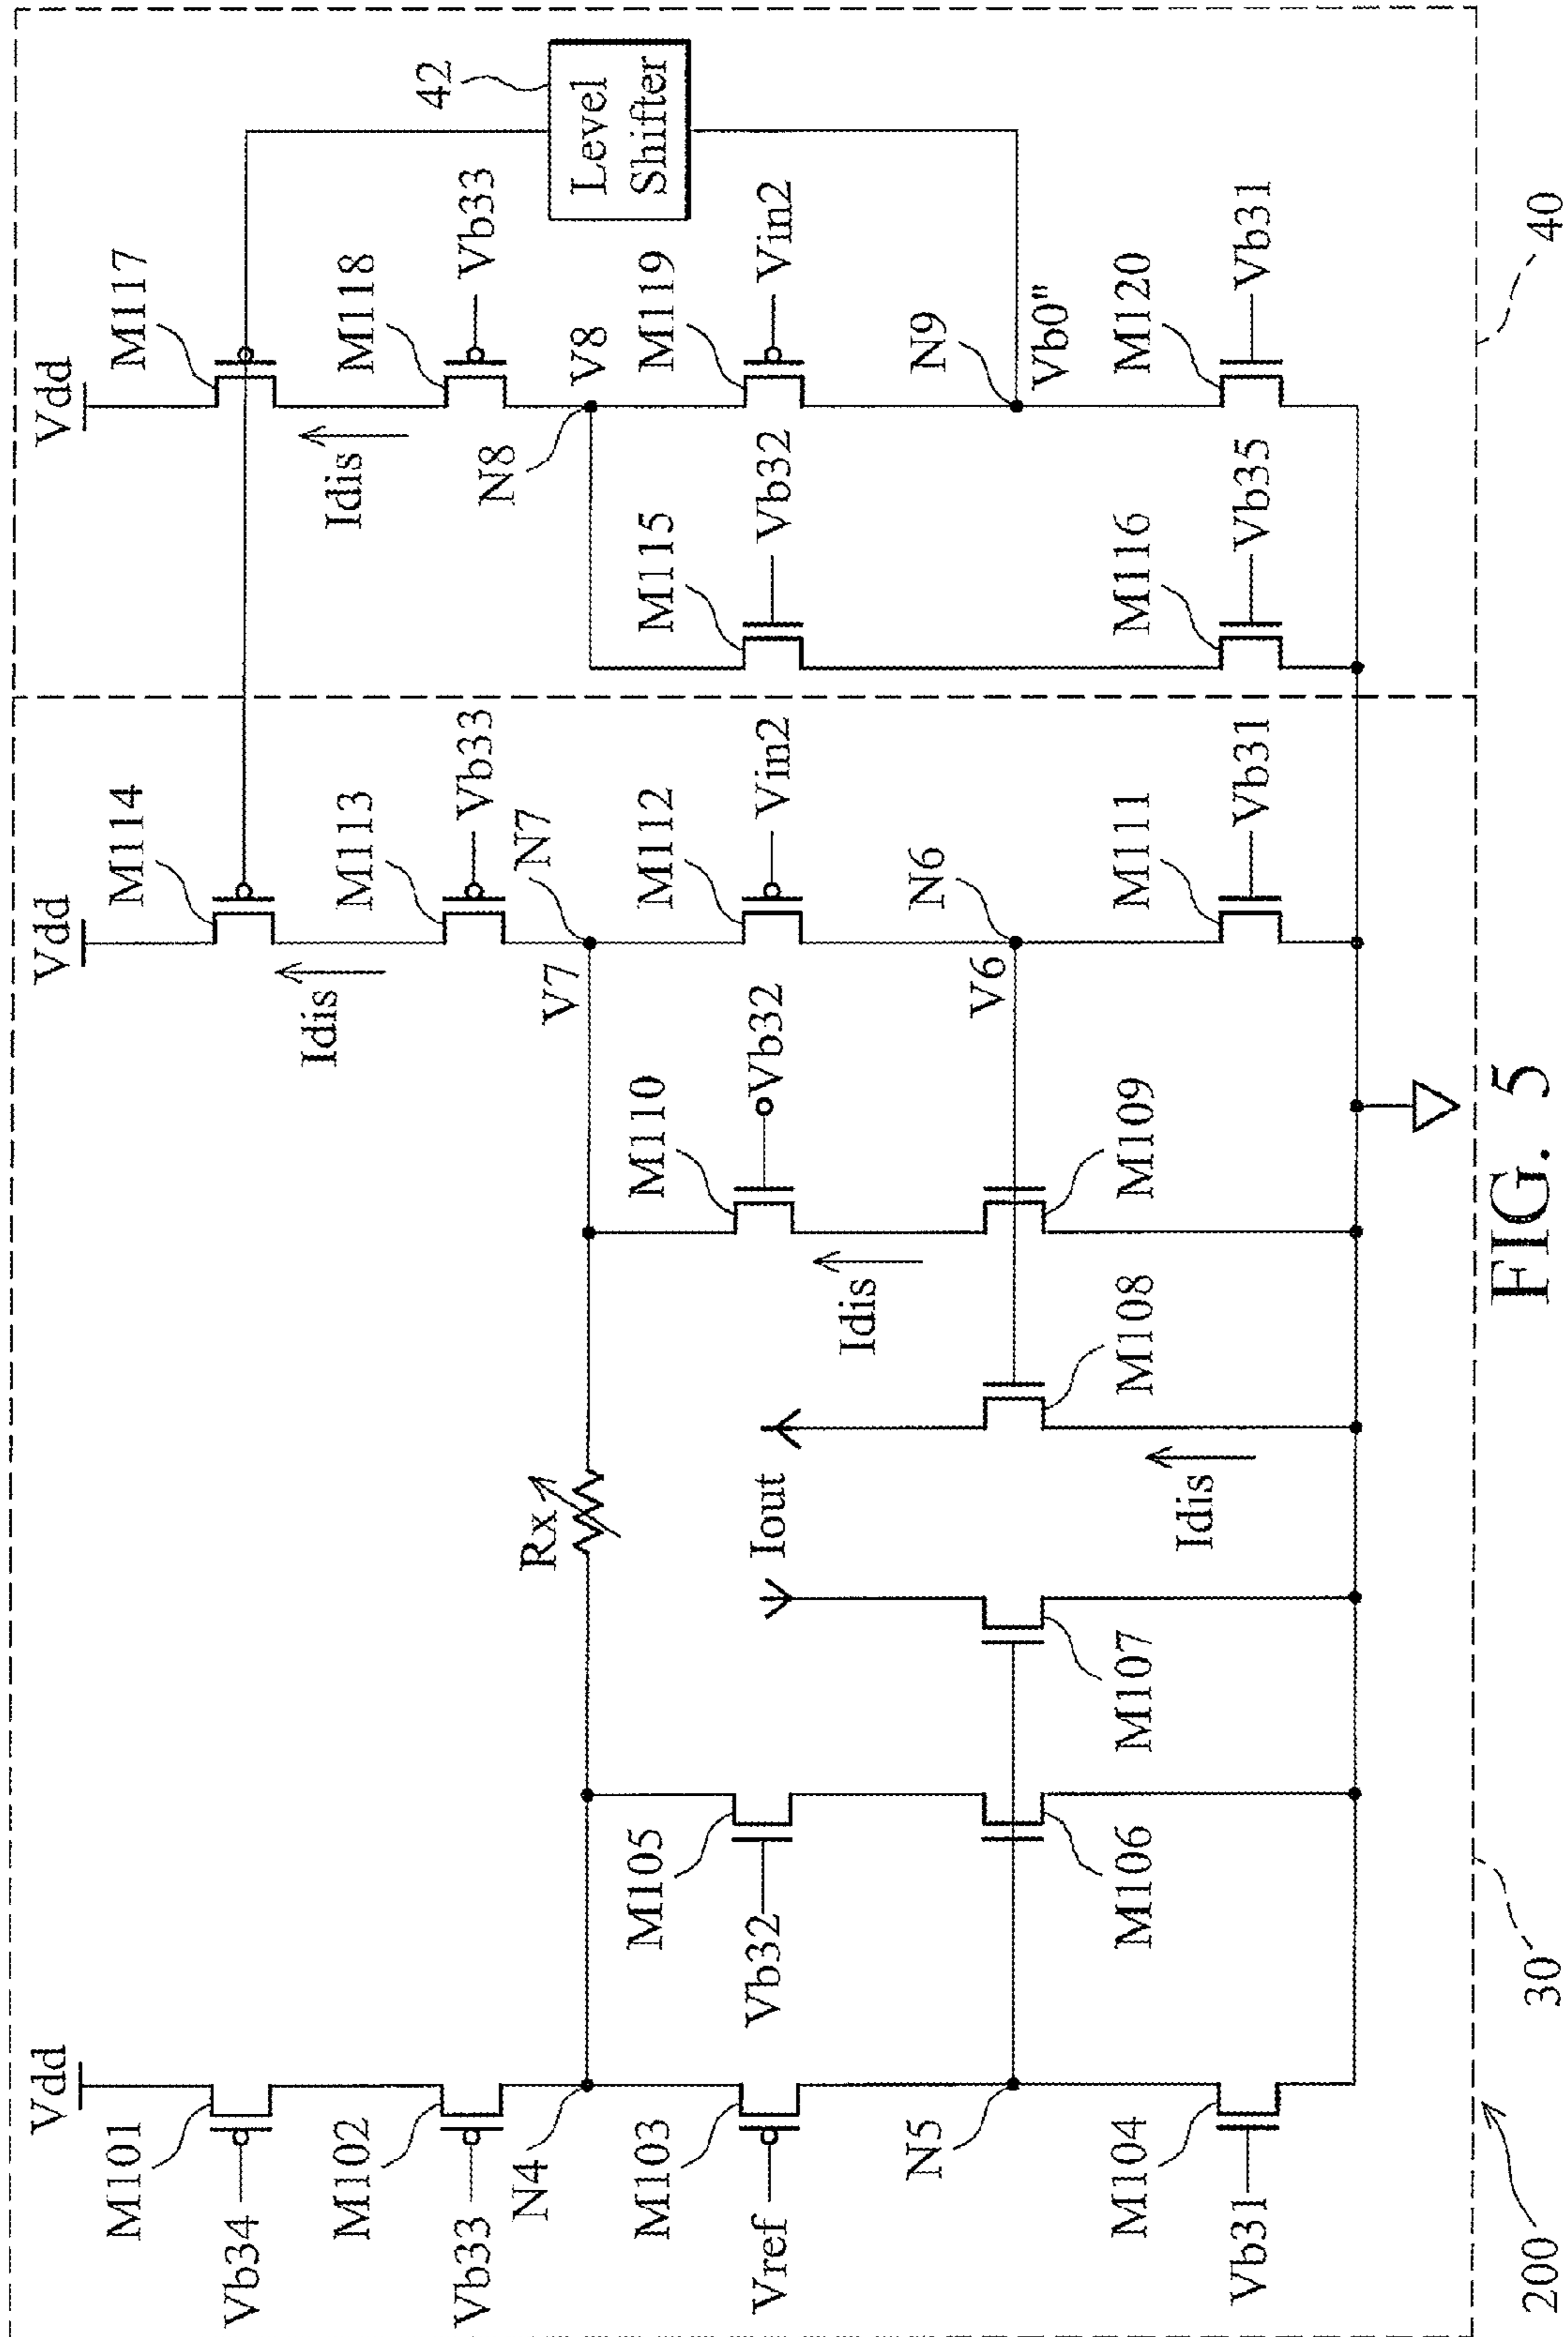 Vdd
Vdd
Vdd
M101
M114
M117
Vb34
Idis
Idis
M102
M113
M118
42
Level
Shifter
Vb33
Vb33
Vb33
N4
Rx
V7
N7
N8
V8
M103
M105
M110
M112
M115
M119
Vref
Vb32
Iout
Vb32
Vin2
Vb32
Vin2
Idis
N5
V6
N6
N9
Vb0"
M104
M106
M107
M108
M109
M111
M116
M120
Vb31
Idis
Vb31
Vb35
Vb31
200
30
40
FIG. 5